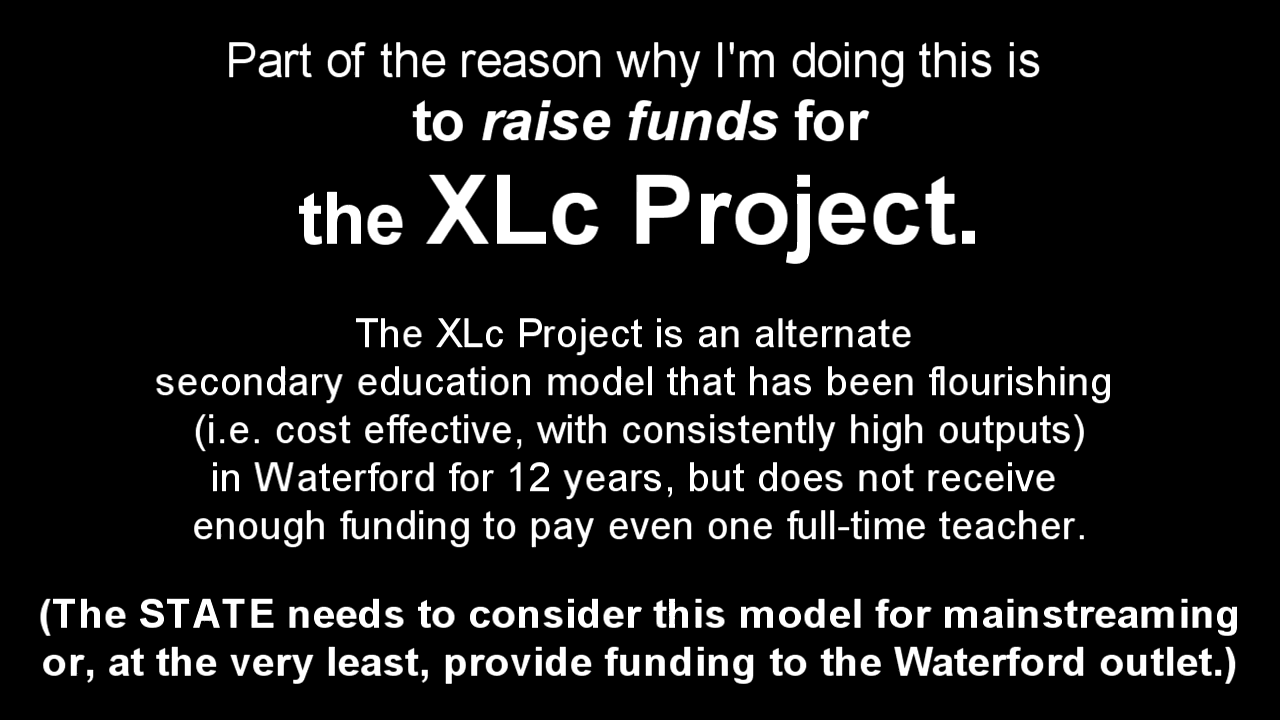 Part of the reason why I'm doing this is
to raise funds for
the XLc Project.
The XLc Project is an alternate
secondary education model that has been flourishing
(i.e. cost effective, with consistently high outputs)
in Waterford for 12 years, but does not receive
enough funding to pay even one full-time teacher.
(The STATE needs to consider this model for mainstreaming
or, at the very least, provide funding to the Waterford outlet.)